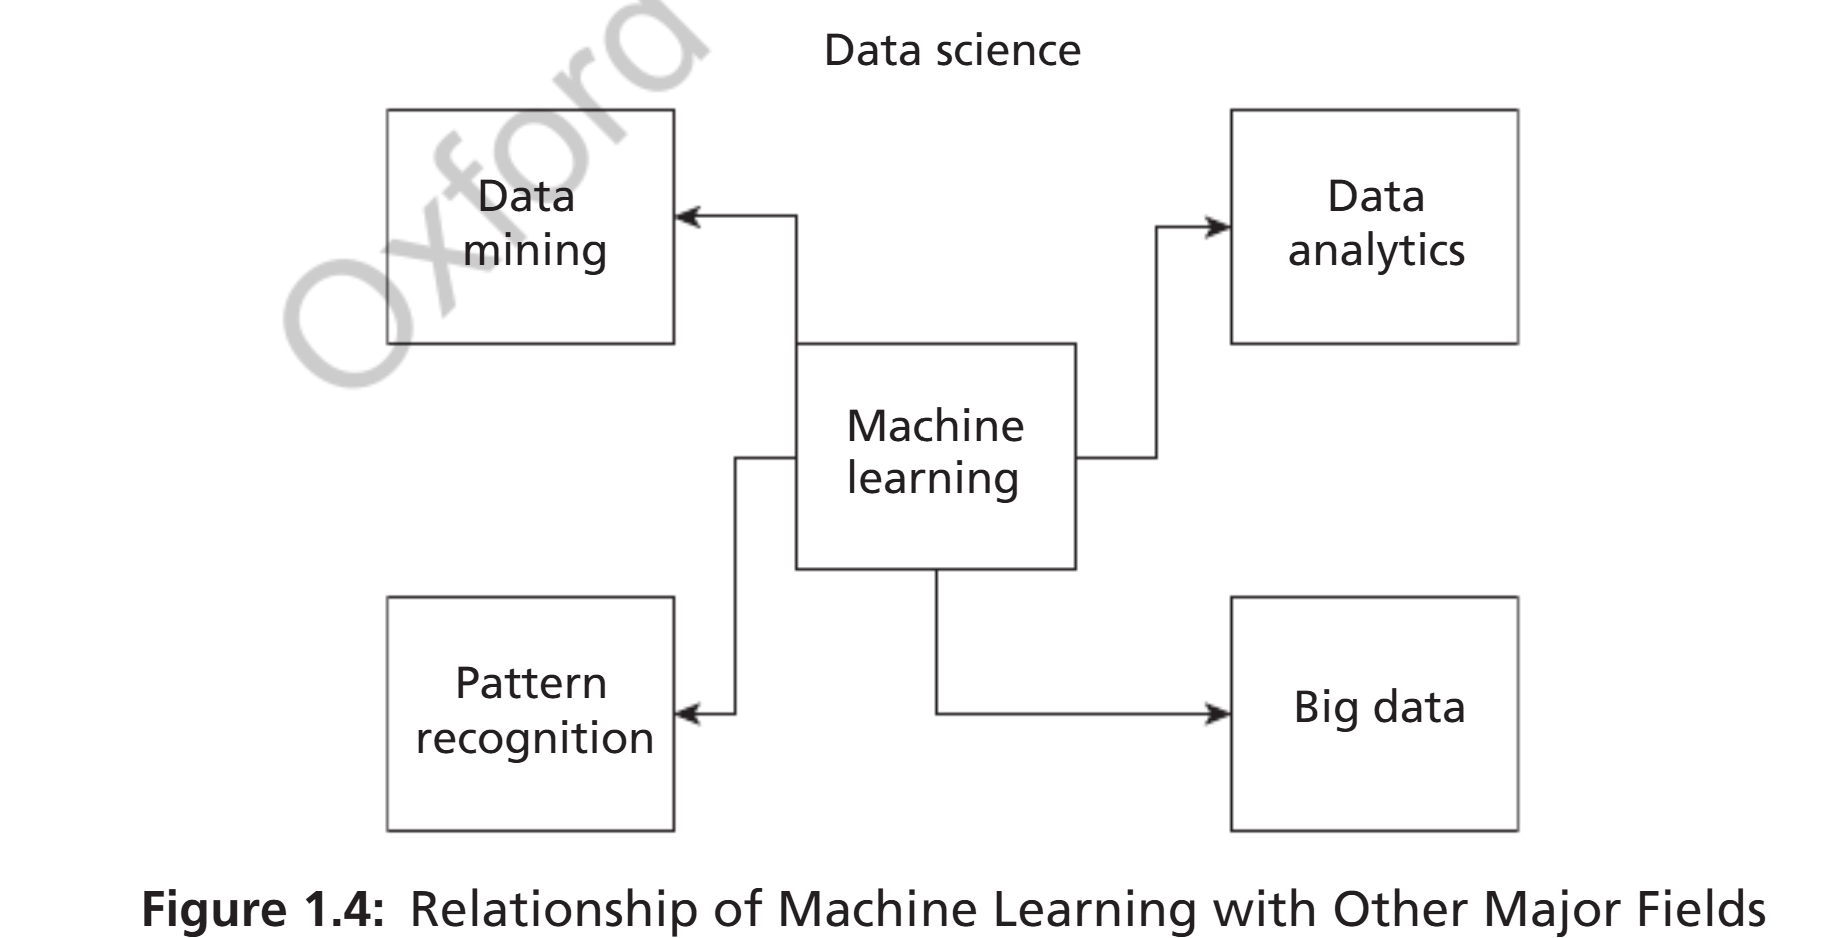 Data science
Data
mining
Data
analytics
Machine
learning
Pattern
recognition
Big data
Figure 1.4: Relationship of Machine Learning with Other Major Fields
Oxford